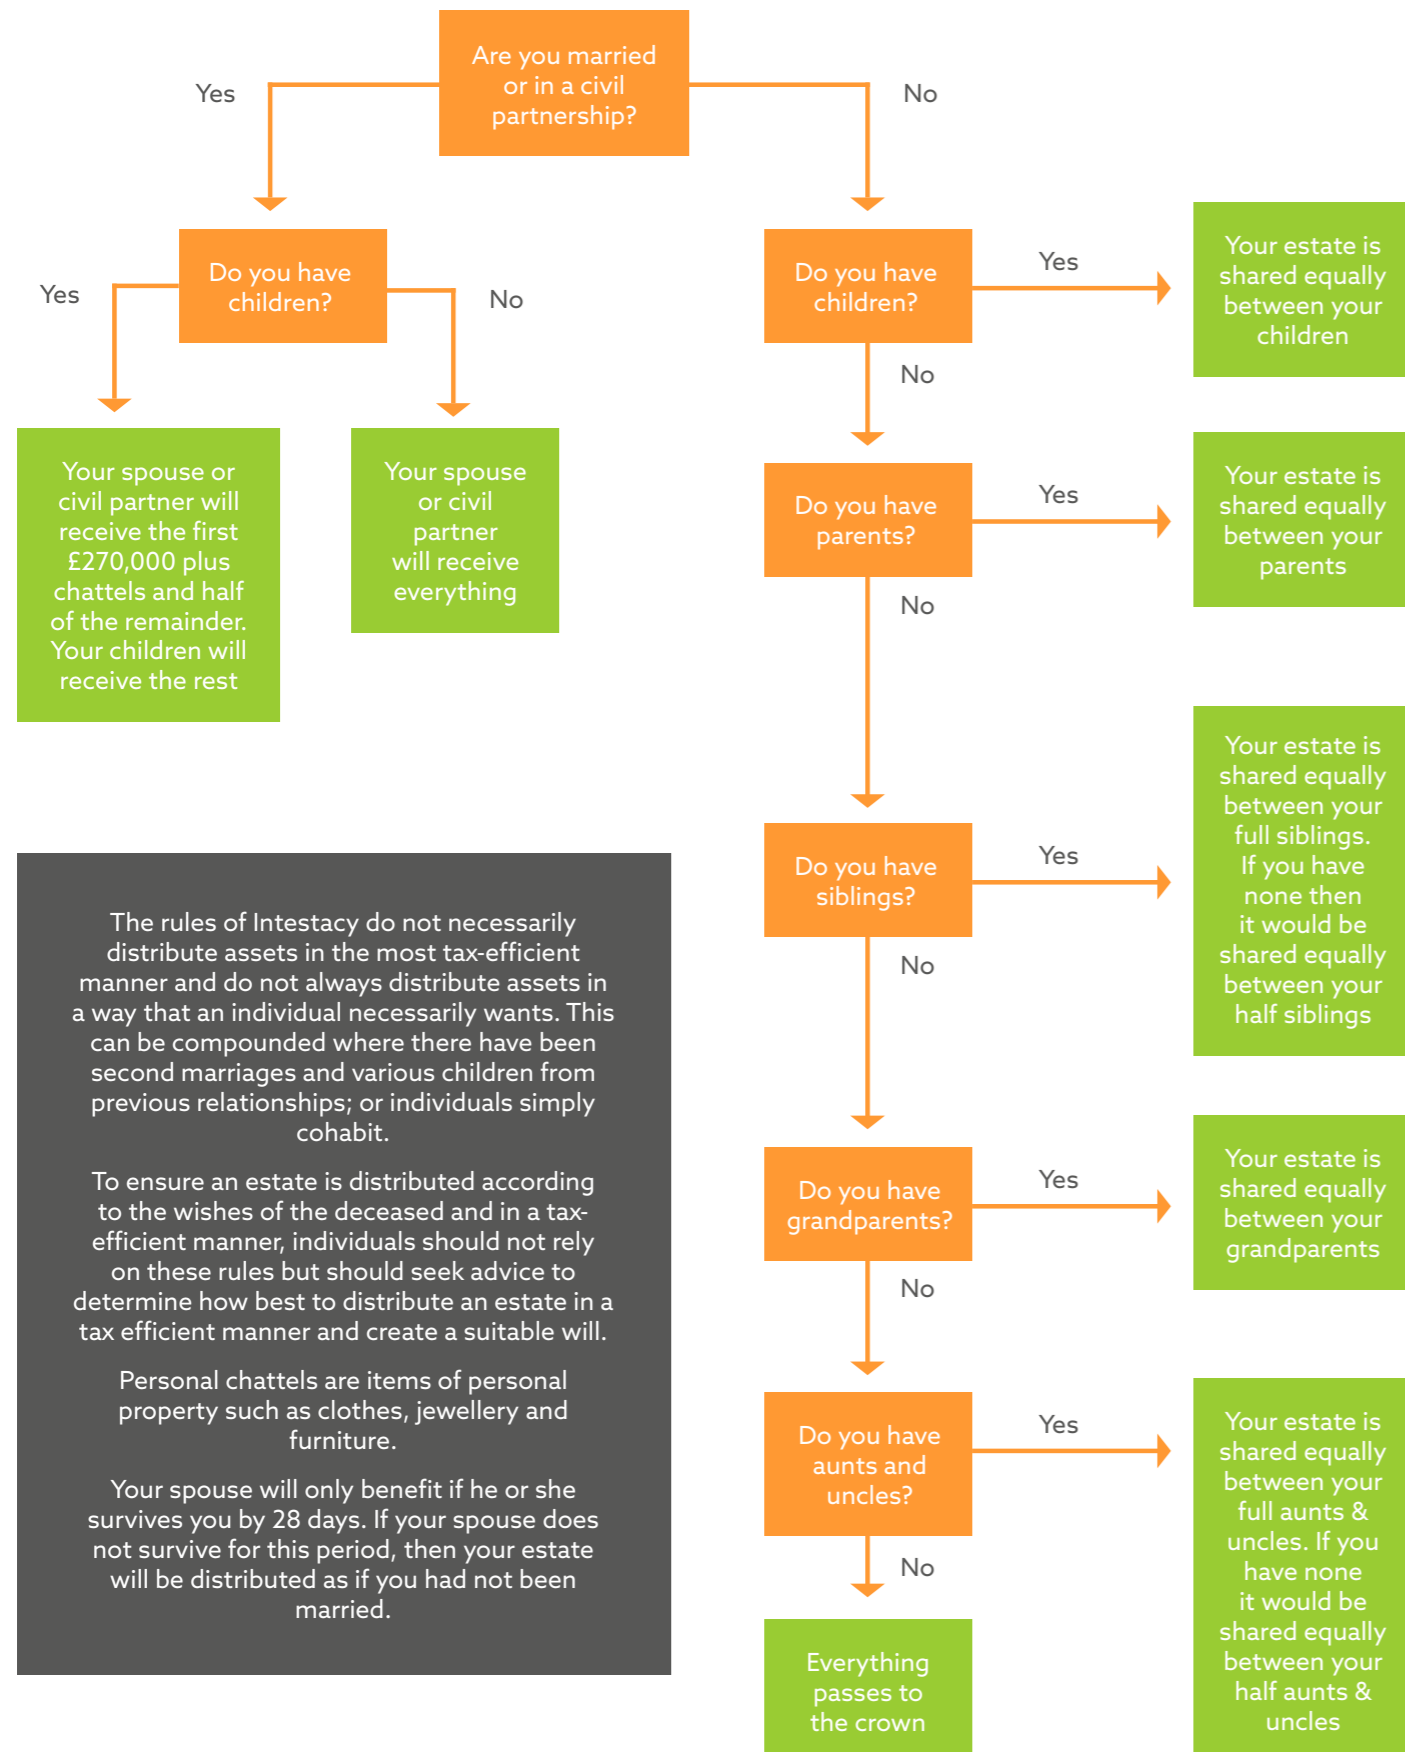 Are you married
or in a civil
partnership?
Yes
No
Do you have
children?
Yes
No
Your spouse or
civil partner will
receive the first
£270,000 plus
chattels and half
of the remainder.
Your children will
receive the rest
Your spouse
or civil
partner
will receive
everything
Do you have
children?
Yes
Your estate is
shared equally
between your
children
No
Do you have
parents?
Yes
Your estate is
shared equally
between your
parents
No
Do you have
siblings?
Yes
Your estate is
shared equally
between your
full siblings.
If you have
none then
it would be
shared equally
between your
half siblings
No
Do you have
grandparents?
Yes
Your estate is
shared equally
between your
grandparents
No
Do you have
aunts and
uncles?
Yes
Your estate is
shared equally
between your
full aunts &
uncles. If you
have none
it would be
shared equally
between your
half aunts &
uncles
No
Everything
passes to
the crown
The rules of Intestacy do not necessarily
distribute assets in the most tax-efficient
manner and do not always distribute assets in
a way that an individual necessarily wants. This
can be compounded where there have been
second marriages and various children from
previous relationships; or individuals simply
cohabit.
To ensure an estate is distributed according
to the wishes of the deceased and in a tax-
efficient manner, individuals should not rely
on these rules but should seek advice to
determine how best to distribute an estate in a
tax efficient manner and create a suitable will.
Personal chattels are items of personal
property such as clothes, jewellery and
furniture.
Your spouse will only benefit if he or she
survives you by 28 days. If your spouse does
not survive for this period, then your estate
will be distributed as if you had not been
married.